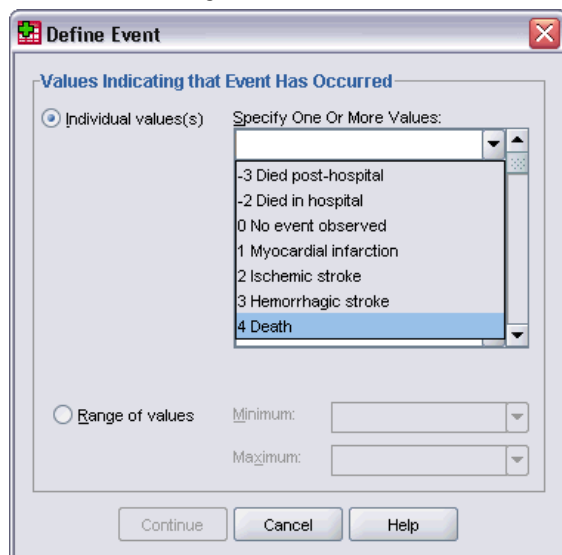 Define Event
Values Indicating that Event Has Occurred
Individual values(s) Specify One Or More Values:
-3 Died post-hospital
-2 Died in hospital
0 No event observed
1 Myocardial infarction
2 Ischemic stroke
3 Hemorrhagic stroke
4 Death
Range of values Minimum:
Maximum:
Continue Cancel Help